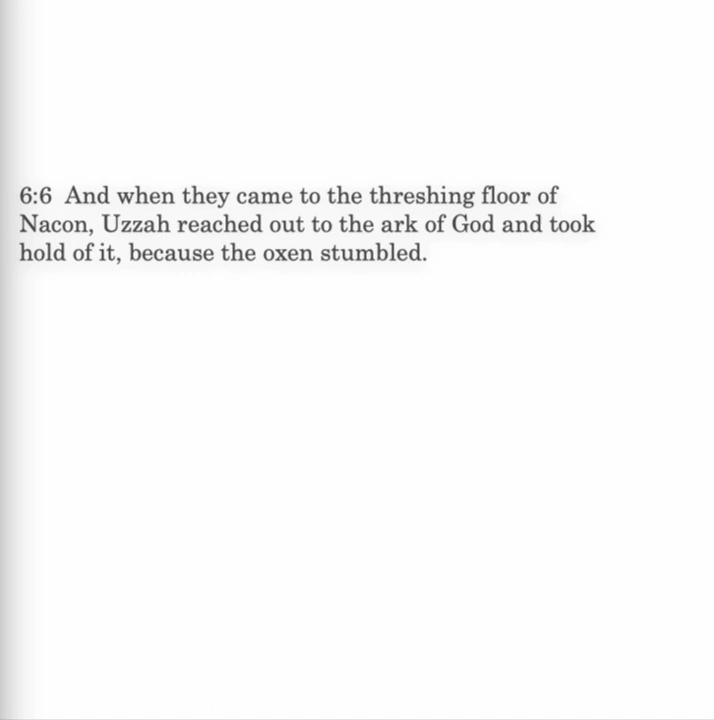 6:6 And when they came to the threshing floor of
Nacon, Uzzah reached out to the ark of God and took
hold of it, because the oxen stumbled.